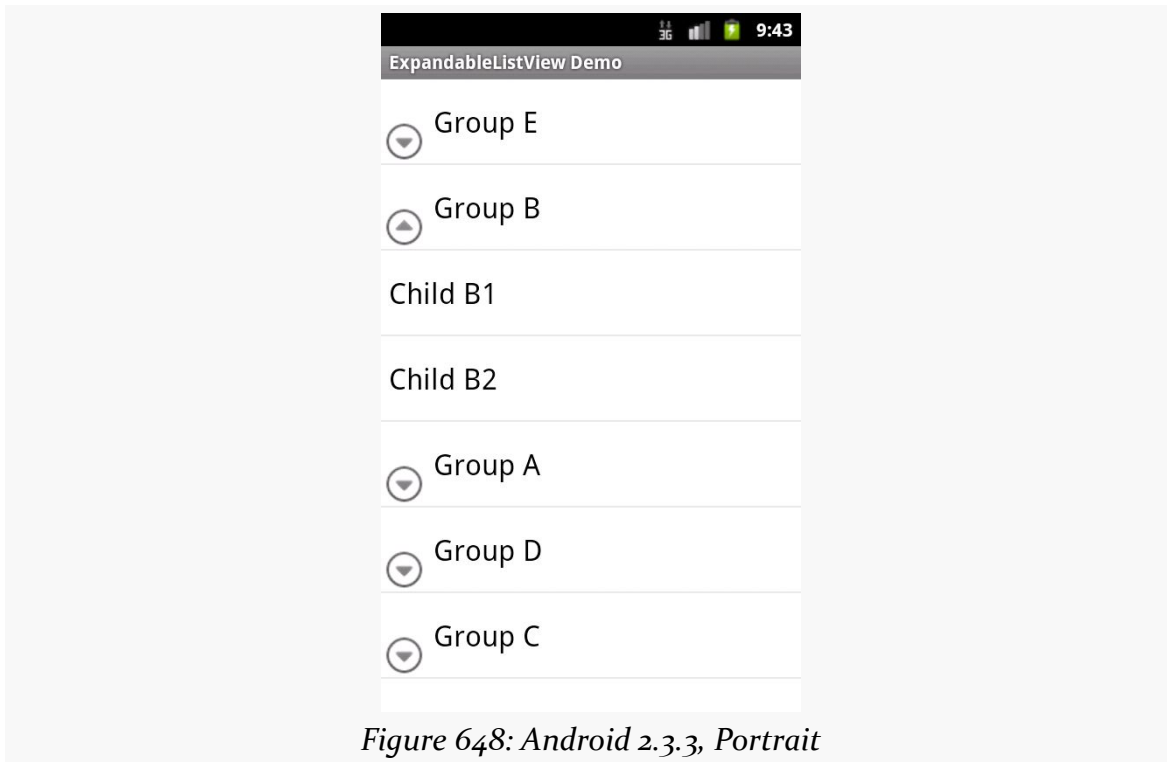 3G 9:43
ExpandableListView Demo
Group E
Group B
Child B1
Child B2
Group A
Group D
Group C
Figure 648: Android 2.3.3, Portrait